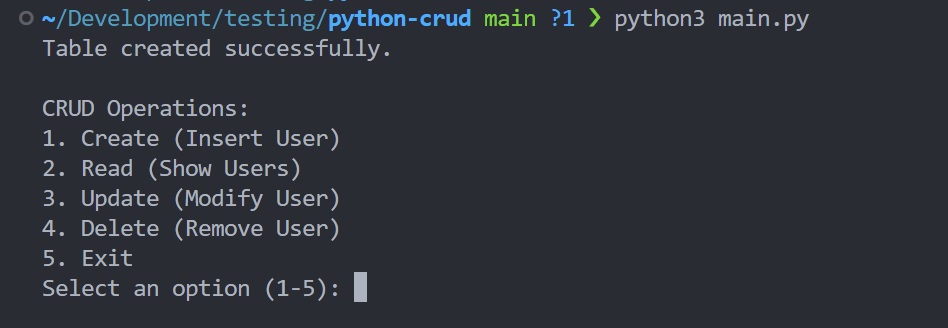 ~/Development/testing/python-crud main ?1 ❯ python3 main.py
Table created successfully.

CRUD Operations:
1. Create (Insert User)
2. Read (Show Users)
3. Update (Modify User)
4. Delete (Remove User)
5. Exit
Select an option (1-5):